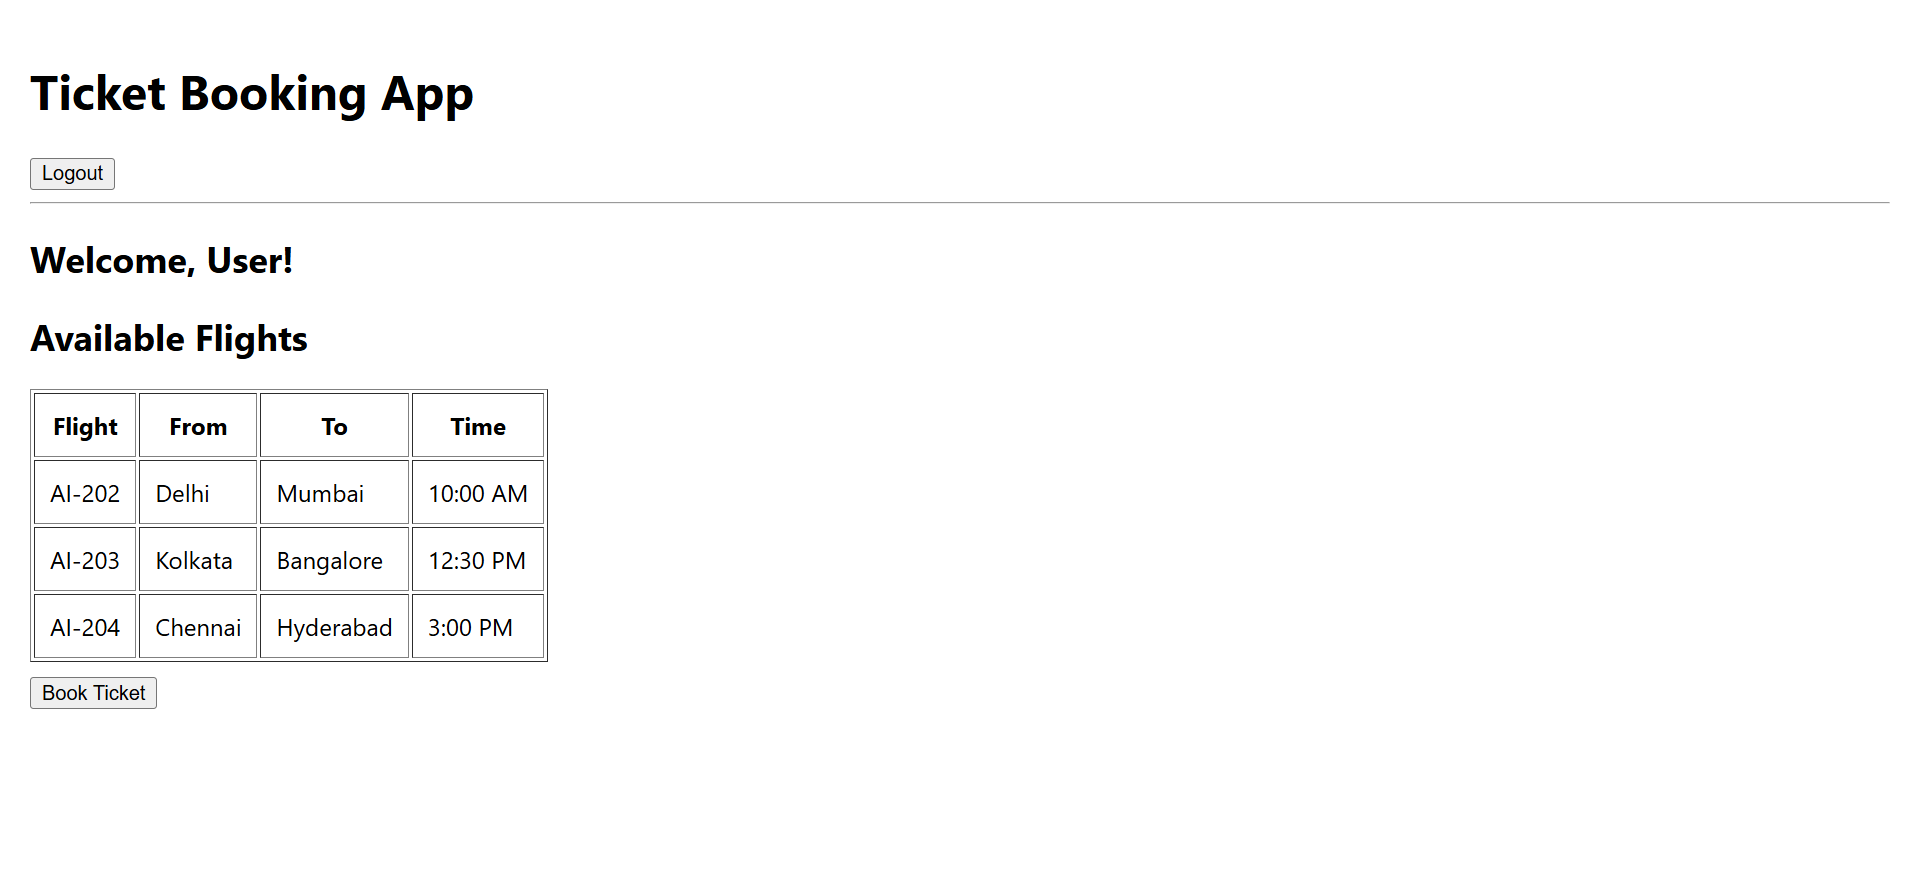 Ticket Booking App
Logout
Welcome, User!
Available Flights
Flight From To Time
AI-202 Delhi Mumbai 10:00 AM
AI-203 Kolkata Bangalore 12:30 PM
AI-204 Chennai Hyderabad 3:00 PM
Book Ticket